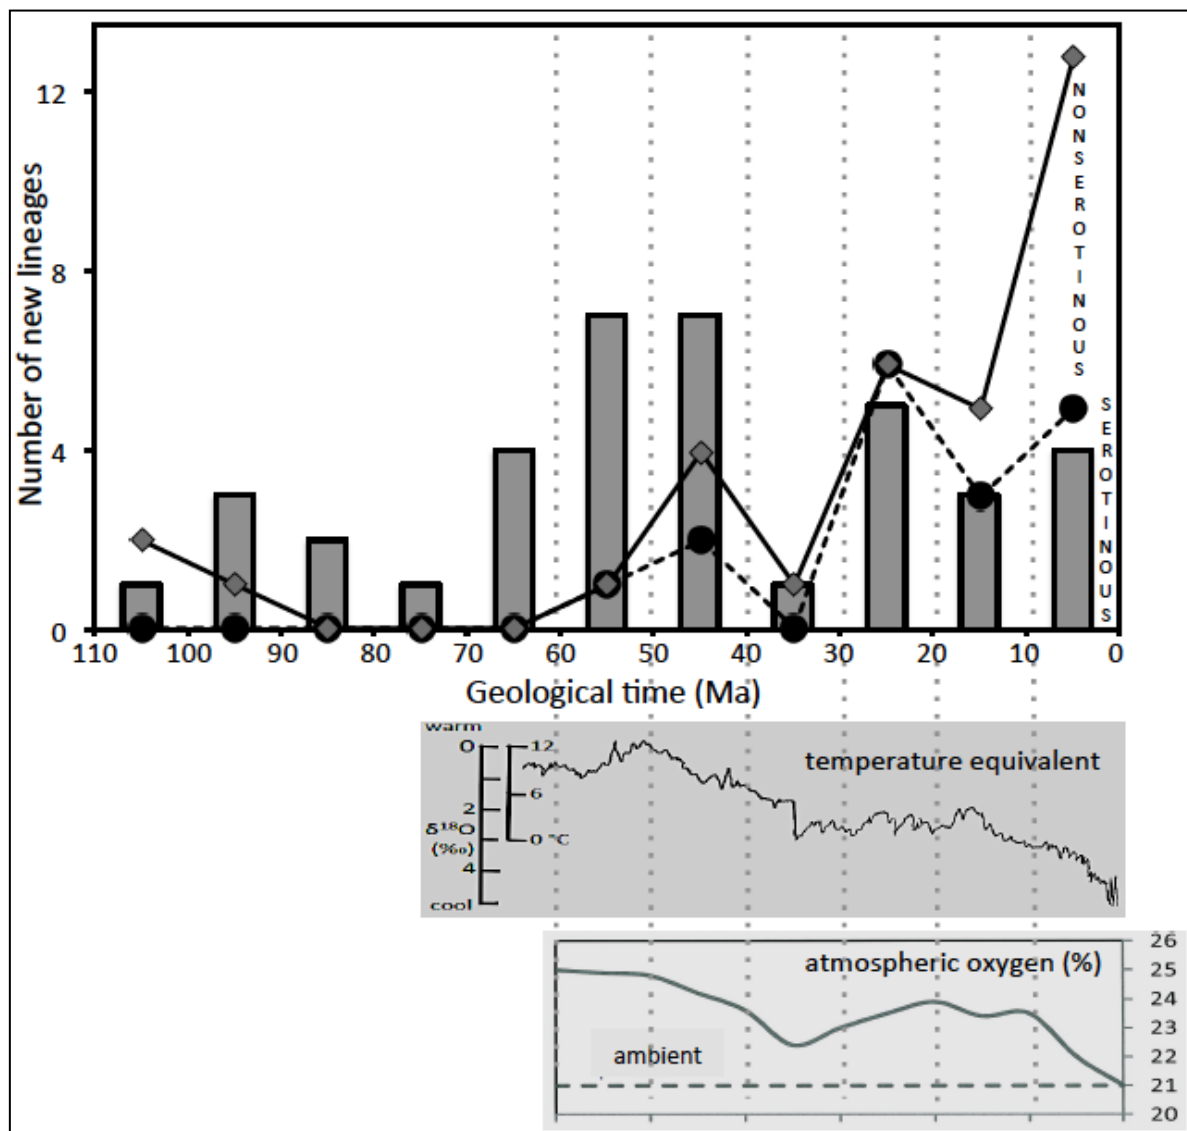 12
8
4
0
Number of new lineages
NONSEROTINOUS
SEROTINOUS
110 100 90 80 70 60 50 40 30 20 10 0
Geological time (Ma)
warm
0
2
δ¹⁸O
(‰)
4
cool
12
6
0 °C
temperature equivalent
atmospheric oxygen (%)
ambient
26
25
24
23
22
21
20